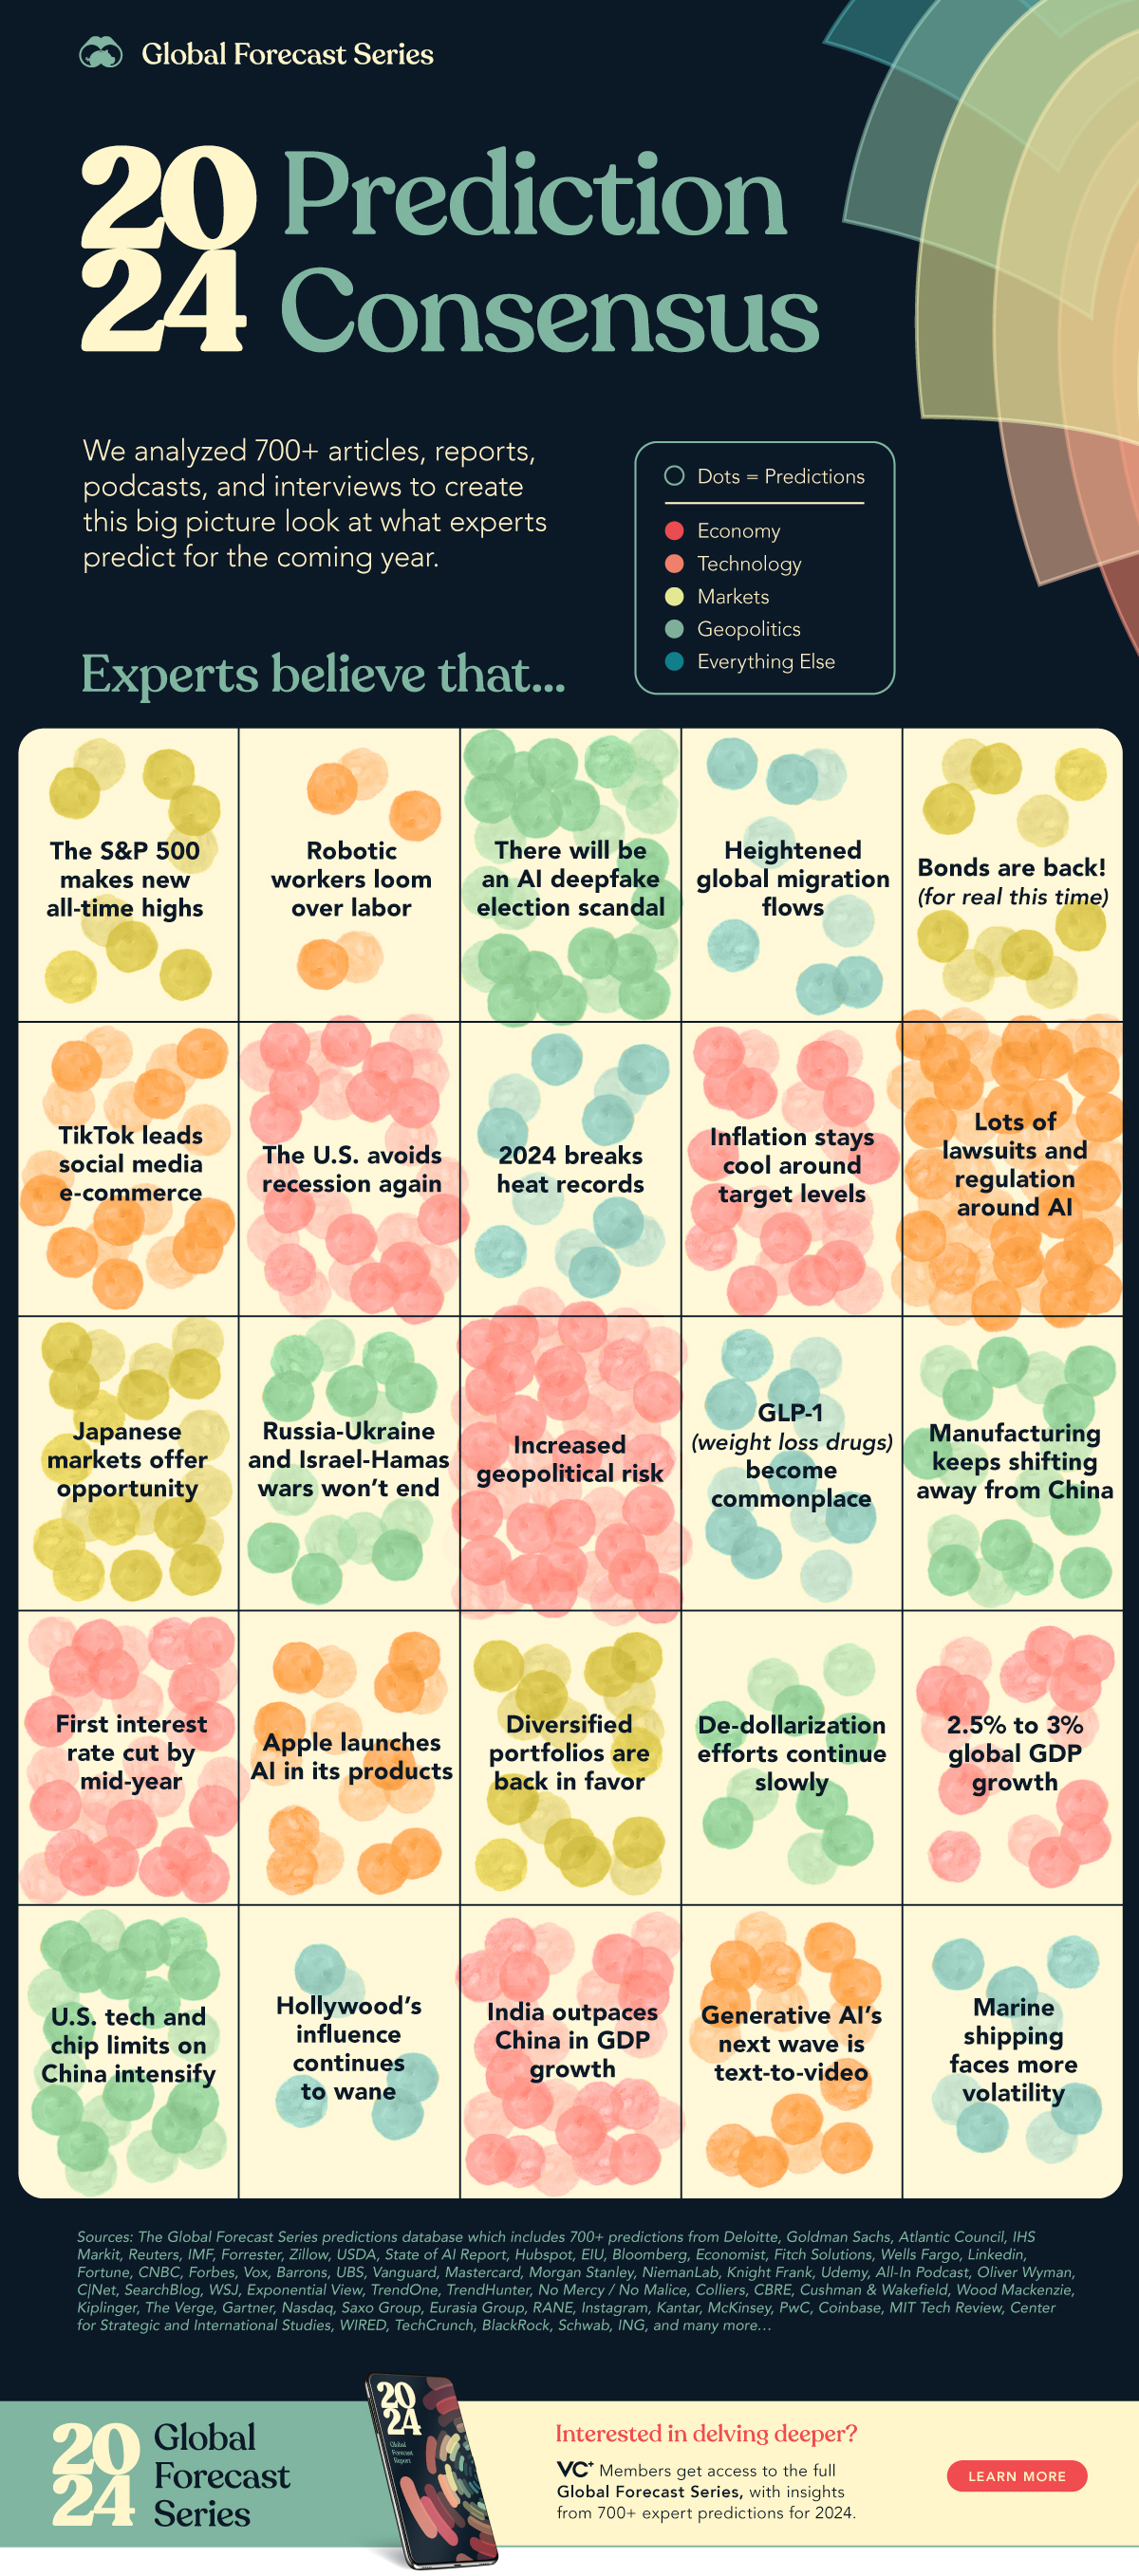 Global Forecast Series
2024 Prediction
Consensus
We analyzed 700+ articles, reports,
podcasts, and interviews to create
this big picture look at what experts
predict for the coming year.
Dots = Predictions
Economy
Technology
Markets
Geopolitics
Everything Else
Experts believe that...
The S&P 500
makes new
all-time highs
Robotic
workers loom
over labor
There will be
an AI deepfake
election scandal
Heightened
global migration
flows
Bonds are back!
(for real this time)
TikTok leads
social media
e-commerce
The U.S. avoids
recession again
2024 breaks
heat records
Inflation stays
cool around
target levels
Lots of
lawsuits and
regulation
around AI
Japanese
markets offer
opportunity
Russia-Ukraine
and Israel-Hamas
wars won't end
Increased
geopolitical risk
GLP-1
(weight loss drugs)
become
commonplace
Manufacturing
keeps shifting
away from China
First interest
rate cut by
mid-year
Apple launches
AI in its products
Diversified
portfolios are
back in favor
De-dollarization
efforts continue
slowly
2.5% to 3%
global GDP
growth
U.S. tech and
chip limits on
China intensify
Hollywood's
influence
continues
to wane
India outpaces
China in GDP
growth
Generative AI's
next wave is
text-to-video
Marine
shipping
faces more
volatility
Sources: The Global Forecast Series predictions database which includes 700+ predictions from Deloitte, Goldman Sachs, Atlantic Council, IHS
Markit, Reuters, IMF, Forrester, Zillow, USDA, State of AI Report, Hubspot, EIU, Bloomberg, Economist, Fitch Solutions, Wells Fargo, Linkedin,
Fortune, CNBC, Forbes, Vox, Barrons, UBS, Vanguard, Mastercard, Morgan Stanley, NiemanLab, Knight Frank, Udemy, All-In Podcast, Oliver Wyman,
C|Net, SearchBlog, WSJ, Exponential View, TrendOne, TrendHunter, No Mercy / No Malice, Colliers, CBRE, Cushman & Wakefield, Wood Mackenzie,
Kiplinger, The Verge, Gartner, Nasdaq, Saxo Group, Eurasia Group, RANE, Instagram, Kantar, McKinsey, PwC, Coinbase, MIT Tech Review, Center
for Strategic and International Studies, WIRED, TechCrunch, BlackRock, Schwab, ING, and many more...
2024
Global
Forecast
Series
2024
Global
Forecast
Report
Interested in delving deeper?
VC+ Members get access to the full
Global Forecast Series, with insights
from 700+ expert predictions for 2024.
LEARN MORE